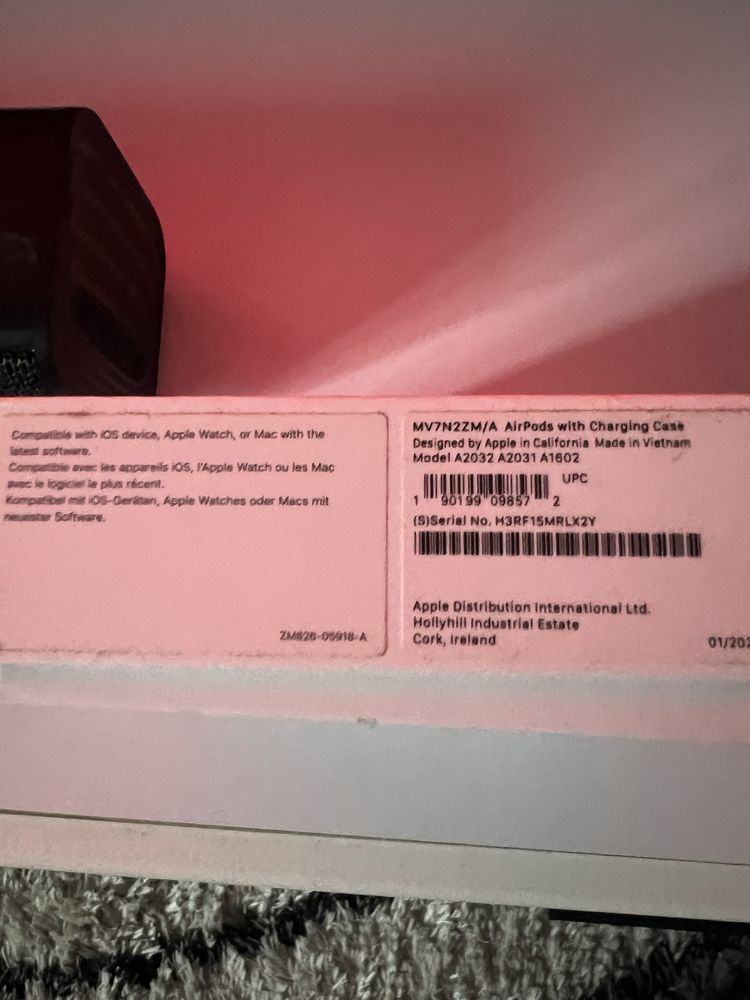 Compatible with iOS device, Apple Watch, or Mac with the
latest software.
Compatible avec les appareils iOS, l'Apple Watch ou les Mac
avec le logiciel le plus récent.
Kompatibel mit iOS-Geräten, Apple Watches oder Macs mit
neuester Software.
ZM826-05918-A
MV7N2ZM/A AirPods with Charging Case
Designed by Apple in California Made in Vietnam
Model A2032 A2031 A1602
UPC
1 90199 09857 2
(S)Serial No. H3RF15MRLX2Y
Apple Distribution International Ltd.
Hollyhill Industrial Estate
Cork, Ireland
01/202